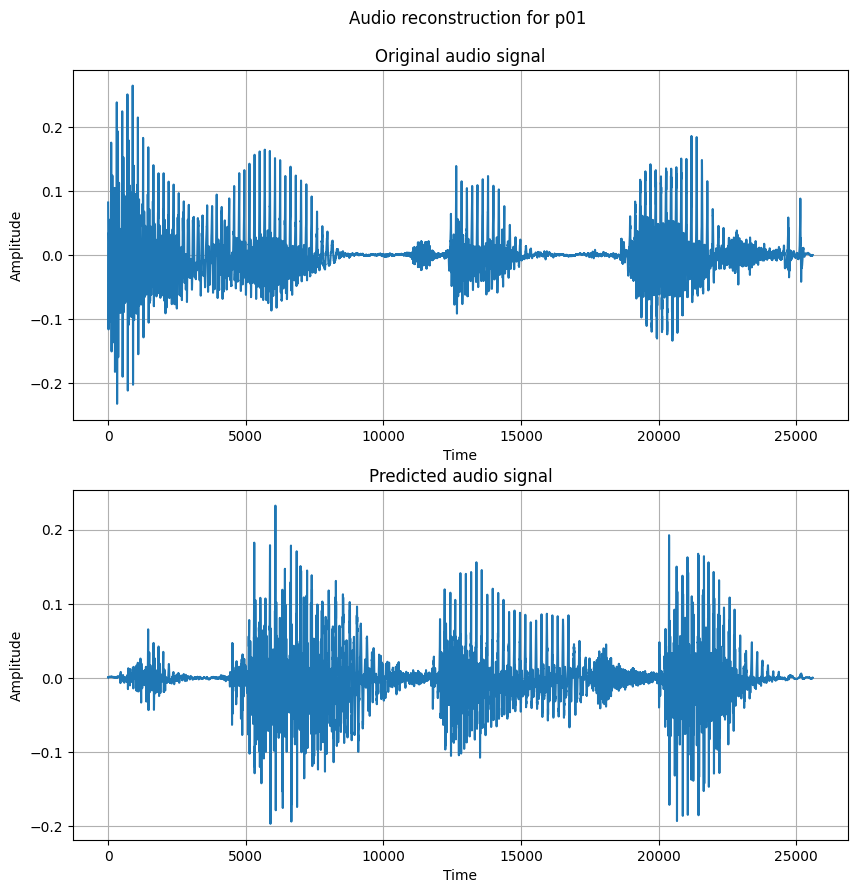 Audio reconstruction for p01
Original audio signal
Amplitude
0.2
0.1
0.0
−0.1
−0.2
0 5000 10000 15000 20000 25000
Time
Predicted audio signal
Amplitude
0.2
0.1
0.0
−0.1
−0.2
0 5000 10000 15000 20000 25000
Time